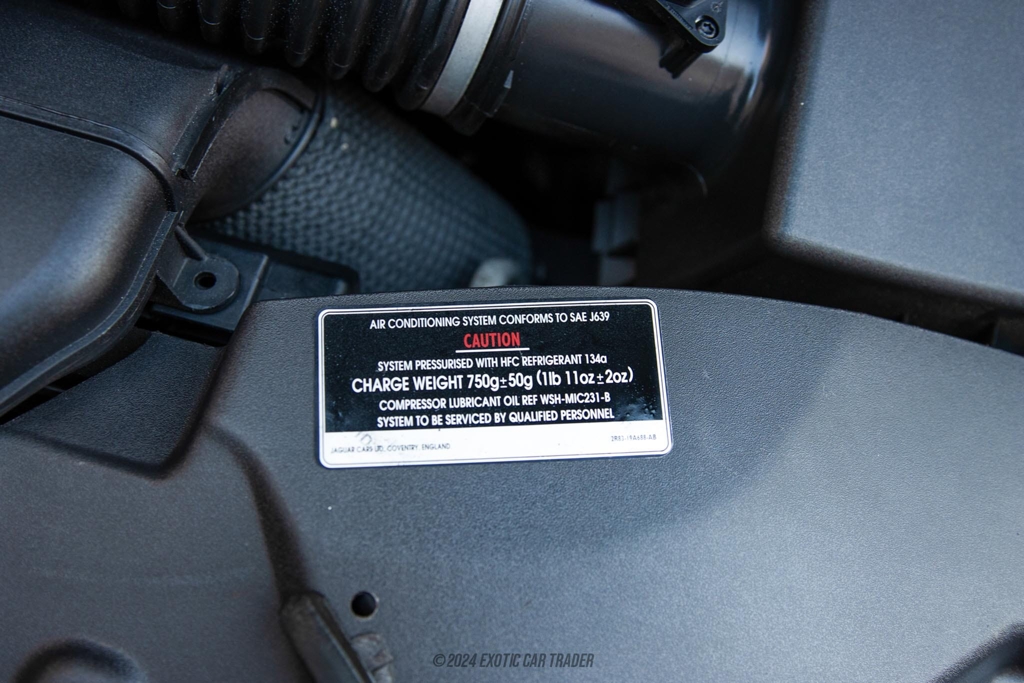 AIR CONDITIONING SYSTEM CONFORMS TO SAE J639
CAUTION
SYSTEM PRESSURISED WITH HFC REFRIGERANT 134a
CHARGE WEIGHT 750g±50g (1lb 11oz±2oz)
COMPRESSOR LUBRICANT OIL REF WSH-MIC231-B
SYSTEM TO BE SERVICED BY QUALIFIED PERSONNEL
JAGUAR CARS LTD, COVENTRY, ENGLAND
©2024 EXOTIC CAR TRADER